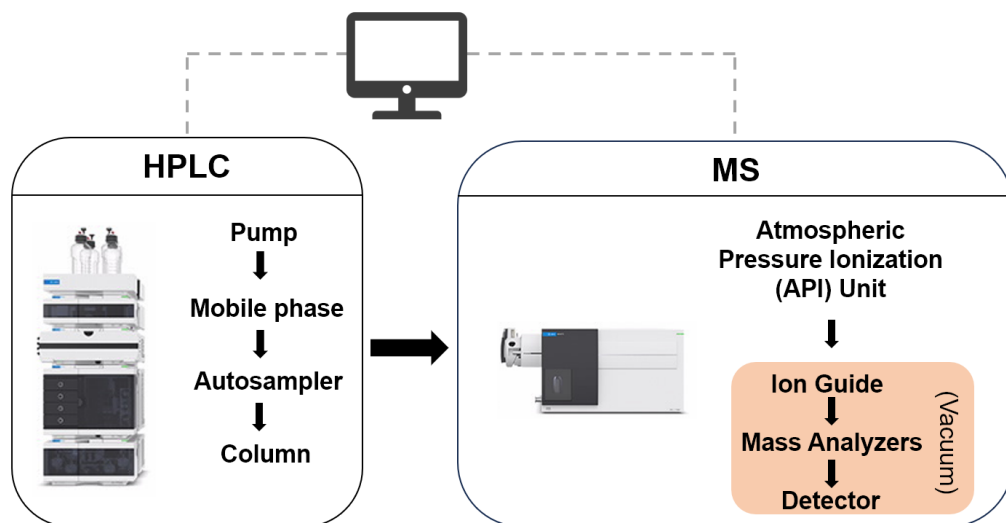 HPLC
Pump
Mobile phase
Autosampler
Column
MS
Atmospheric
Pressure Ionization
(API) Unit
Ion Guide
Mass Analyzers
Detector
(Vacuum)